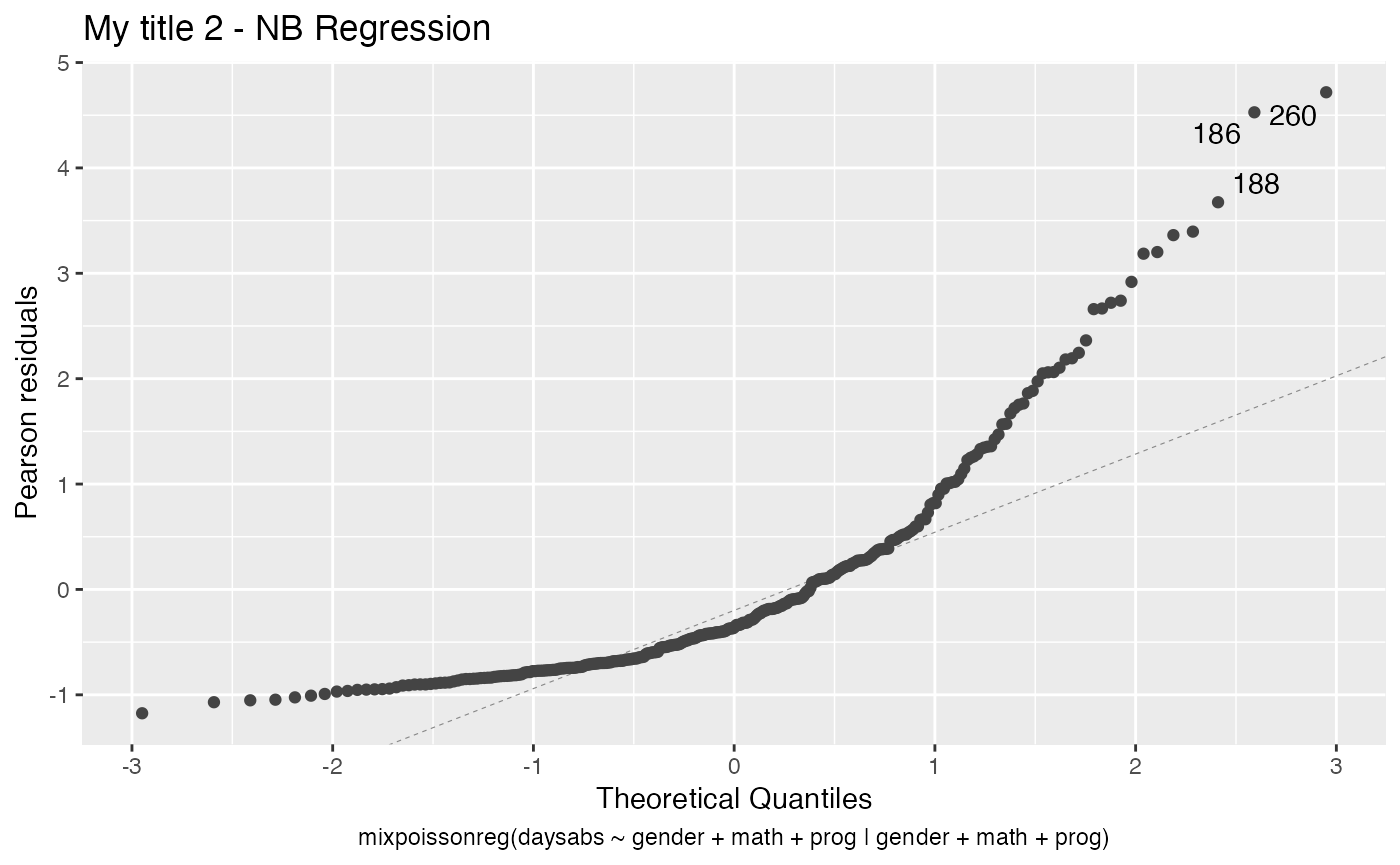 My title 2 - NB Regression
5
260
186
4
188
3
2
1
0
-1
Pearson residuals
-3 -2 -1 0 1 2 3
Theoretical Quantiles
mixpoissonreg(daysabs ~ gender + math + prog | gender + math + prog)